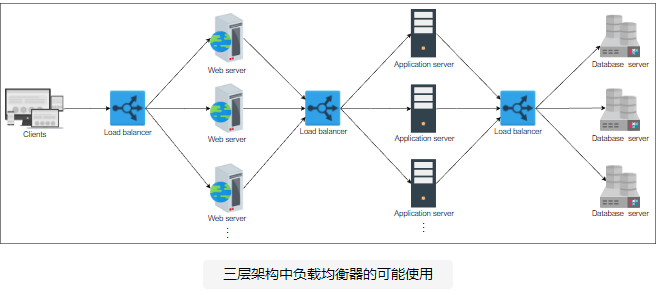 Clients
Load balancer
Web server
Web server
Web server
⋮
Load balancer
Application server
Application server
Application server
⋮
Load balancer
Database server
Database server
Database server
三层架构中负载均衡器的可能使用